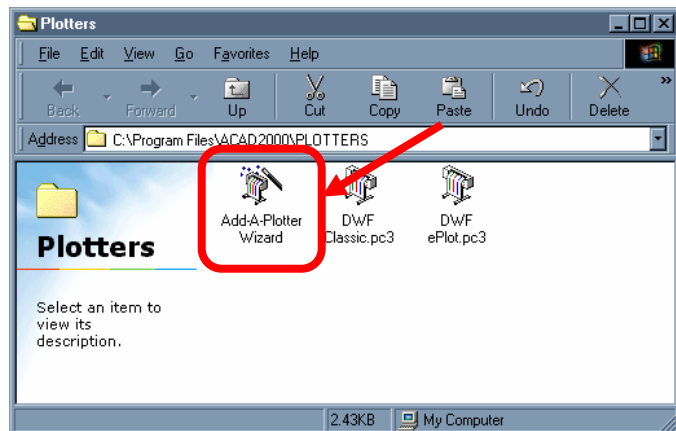 Plotters
File Edit View Go Favorites Help
Back Forward Up Cut Copy Paste Undo Delete »
Address C:\Program Files\ACAD2000\PLOTTERS
Add-A-Plotter
Wizard
DWF
Classic.pc3
DWF
ePlot.pc3
Plotters
Select an item to
view its
description.
2.43KB My Computer